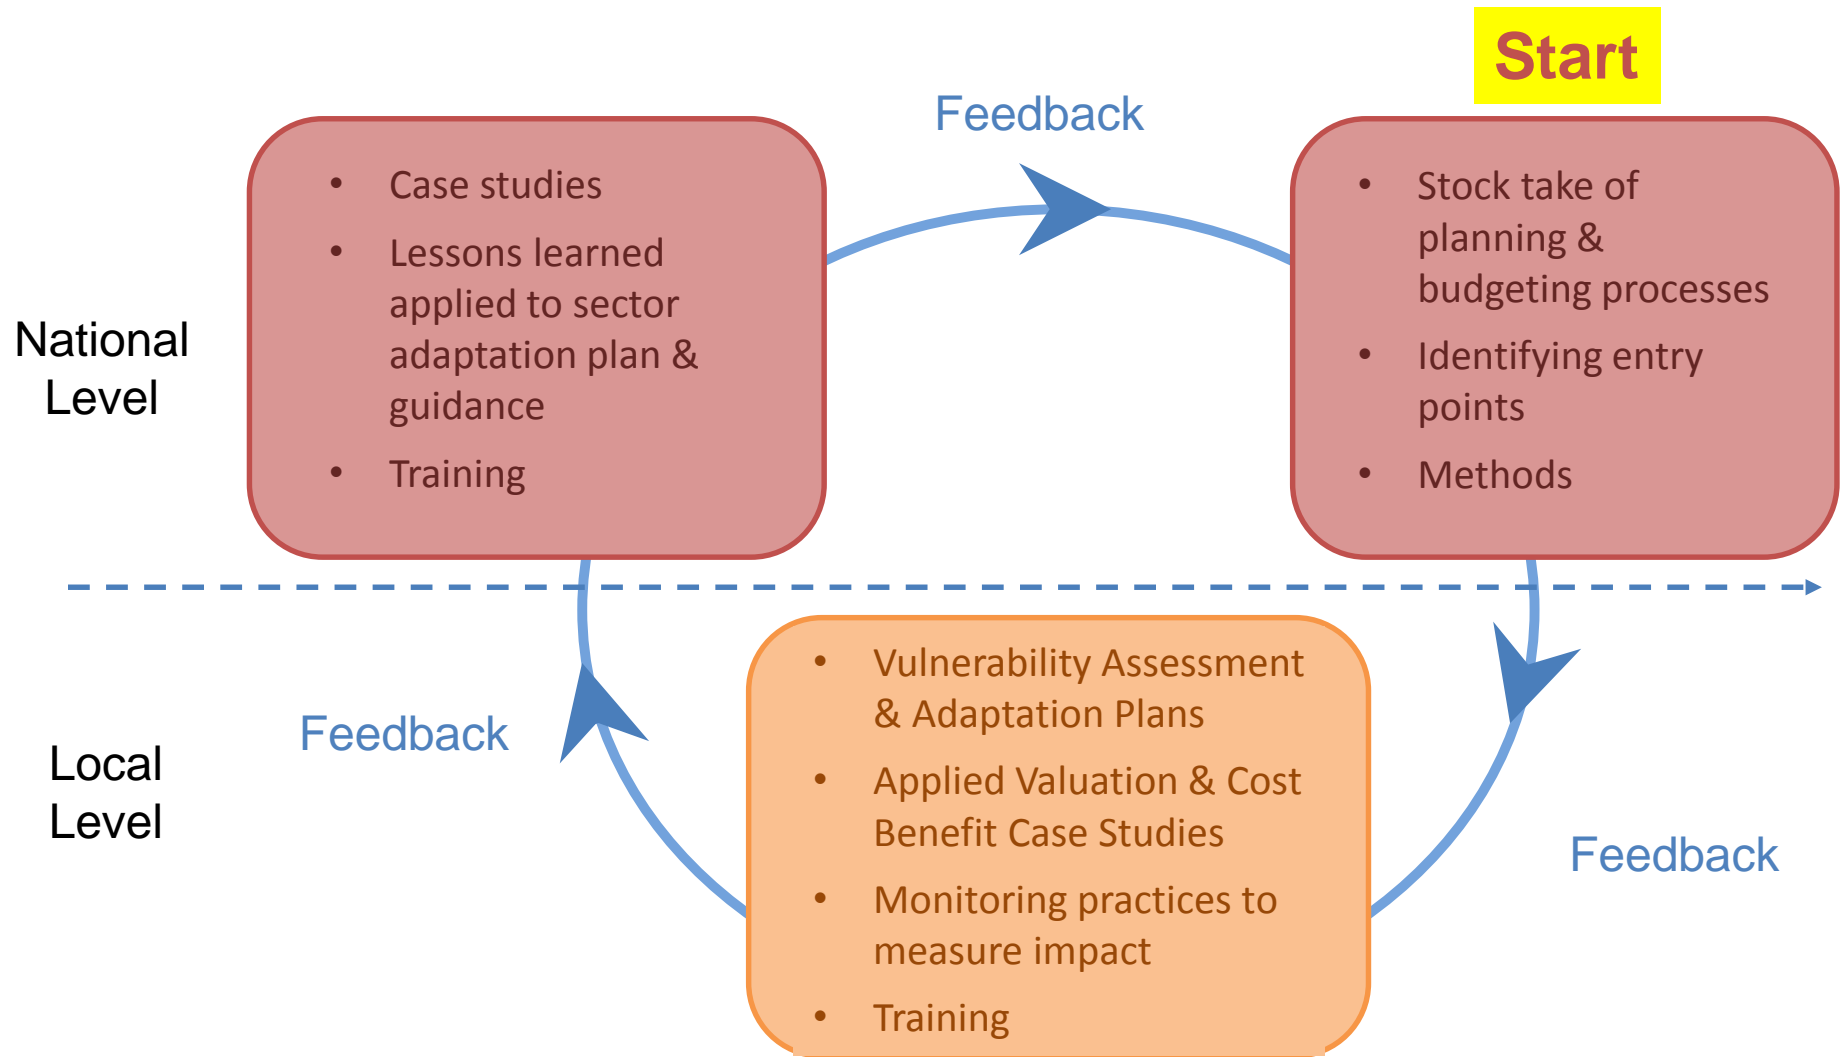 Start
Feedback
• Case studies
• Lessons learned
applied to sector
adaptation plan &
guidance
• Training
• Stock take of
planning &
budgeting processes
• Identifying entry
points
• Methods
National
Level
• Vulnerability Assessment
& Adaptation Plans
• Applied Valuation & Cost
Benefit Case Studies
• Monitoring practices to
measure impact
• Training
Feedback
Local
Level
Feedback